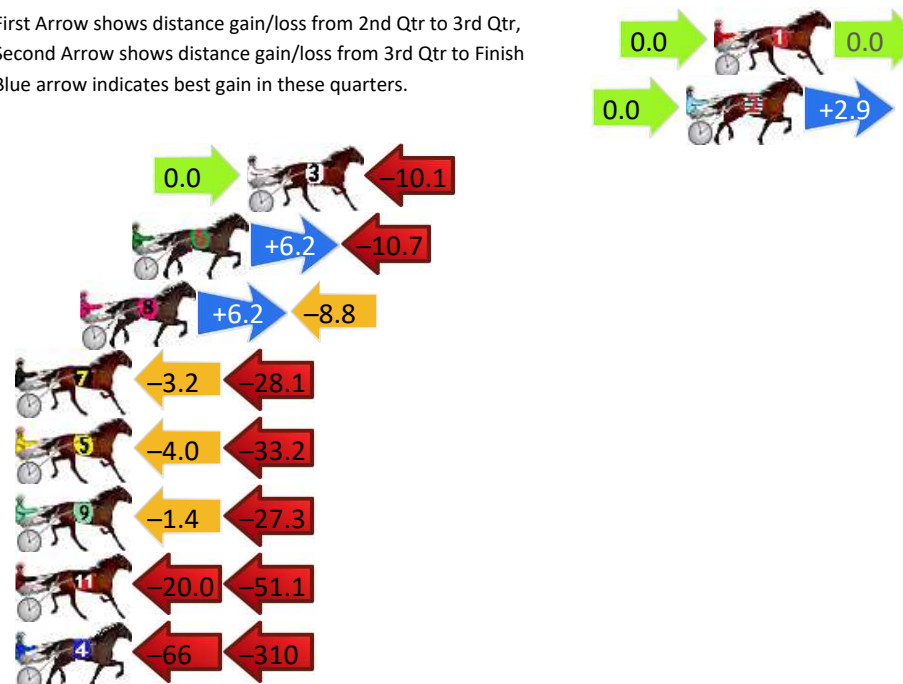 First Arrow shows distance gain/loss from 2nd Qtr to 3rd Qtr,
Second Arrow shows distance gain/loss from 3rd Qtr to Finish
Blue arrow indicates best gain in these quarters.
0.0 1 0.0
0.0 2 +2.9
0.0 3 –10.1
6 +6.2 –10.7
8 +6.2 –8.8
7 –3.2 –28.1
5 –4.0 –33.2
9 –1.4 –27.3
11 –20.0 –51.1
4 –66 –310